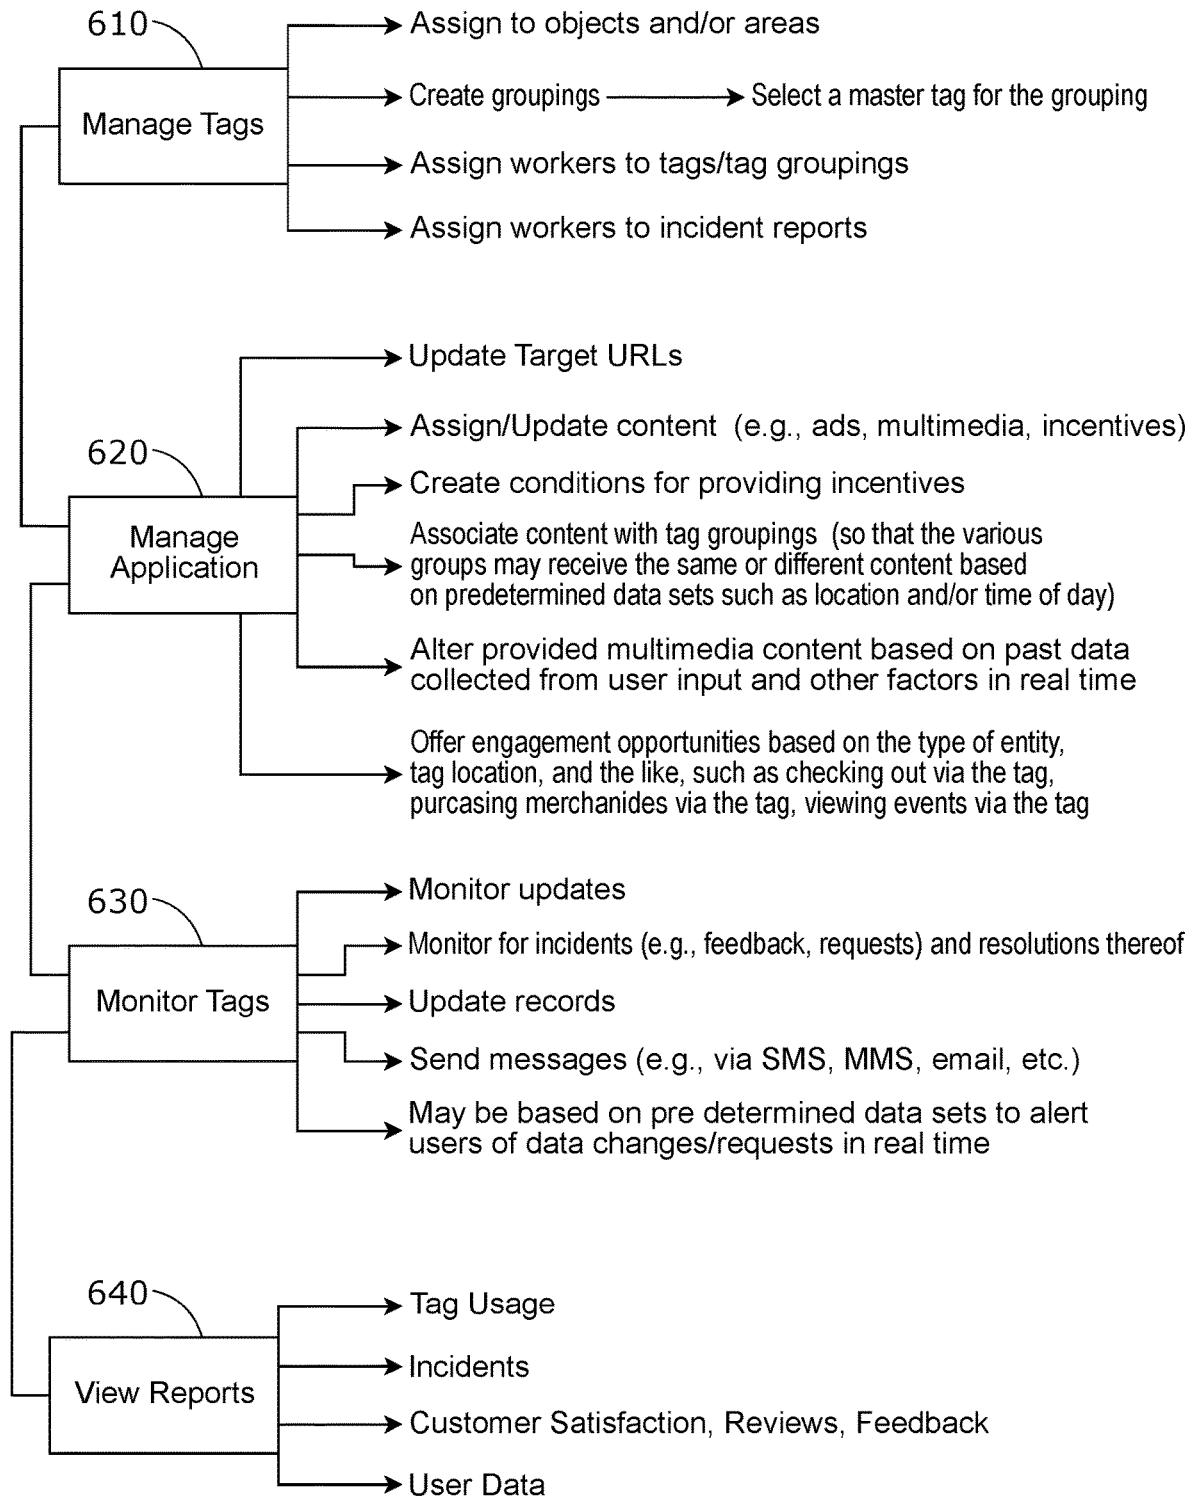 610
Manage Tags
Assign to objects and/or areas
Create groupings
Select a master tag for the grouping
Assign workers to tags/tag groupings
Assign workers to incident reports
620
Manage
Application
Update Target URLs
Assign/Update content (e.g., ads, multimedia, incentives)
Create conditions for providing incentives
Associate content with tag groupings (so that the various
groups may receive the same or different content based
on predetermined data sets such as location and/or time of day)
Alter provided multimedia content based on past data
collected from user input and other factors in real time
Offer engagement opportunities based on the type of entity,
tag location, and the like, such as checking out via the tag,
purcasing merchanides via the tag, viewing events via the tag
630
Monitor Tags
Monitor updates
Monitor for incidents (e.g., feedback, requests) and resolutions thereof
Update records
Send messages (e.g., via SMS, MMS, email, etc.)
May be based on pre determined data sets to alert
users of data changes/requests in real time
640
View Reports
Tag Usage
Incidents
Customer Satisfaction, Reviews, Feedback
User Data